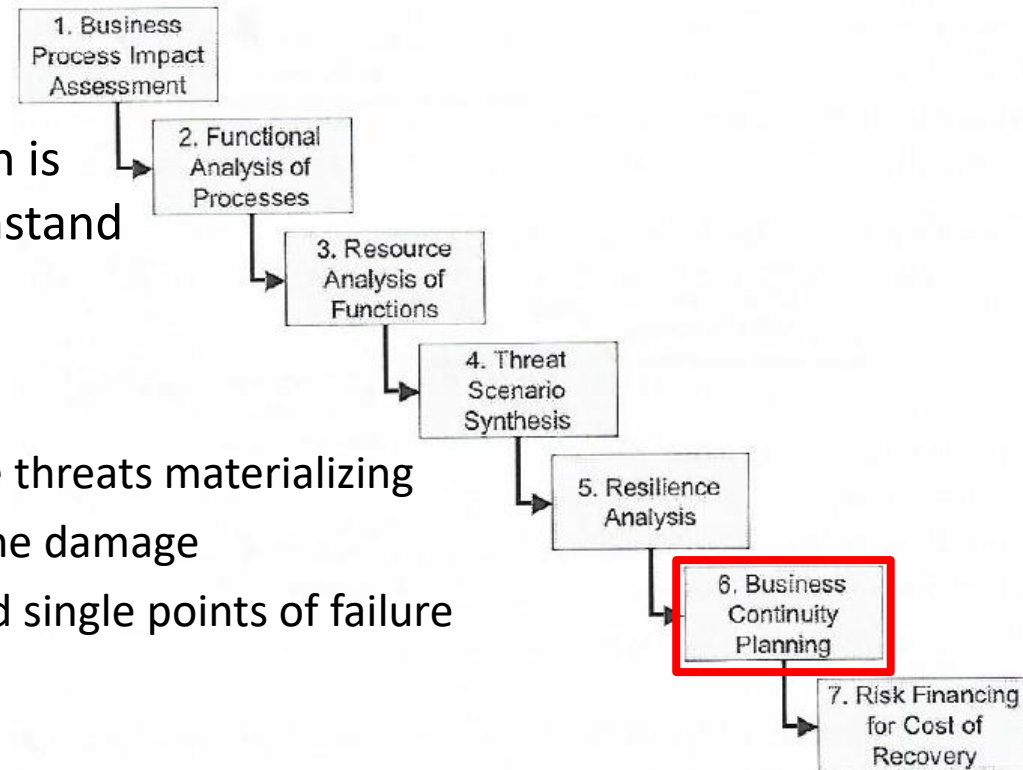 1. Business
Process Impact
Assessment
n is
2. Functional
Analysis of
Processes
nstand
3. Resource
Analysis of
Functions
4. Threat
Scenario
Synthesis
e threats materializing
5. Resilience
Analysis
ne damage
6. Business
Continuity
Planning
d single points of failure
7. Risk Financing
for Cost of
Recovery